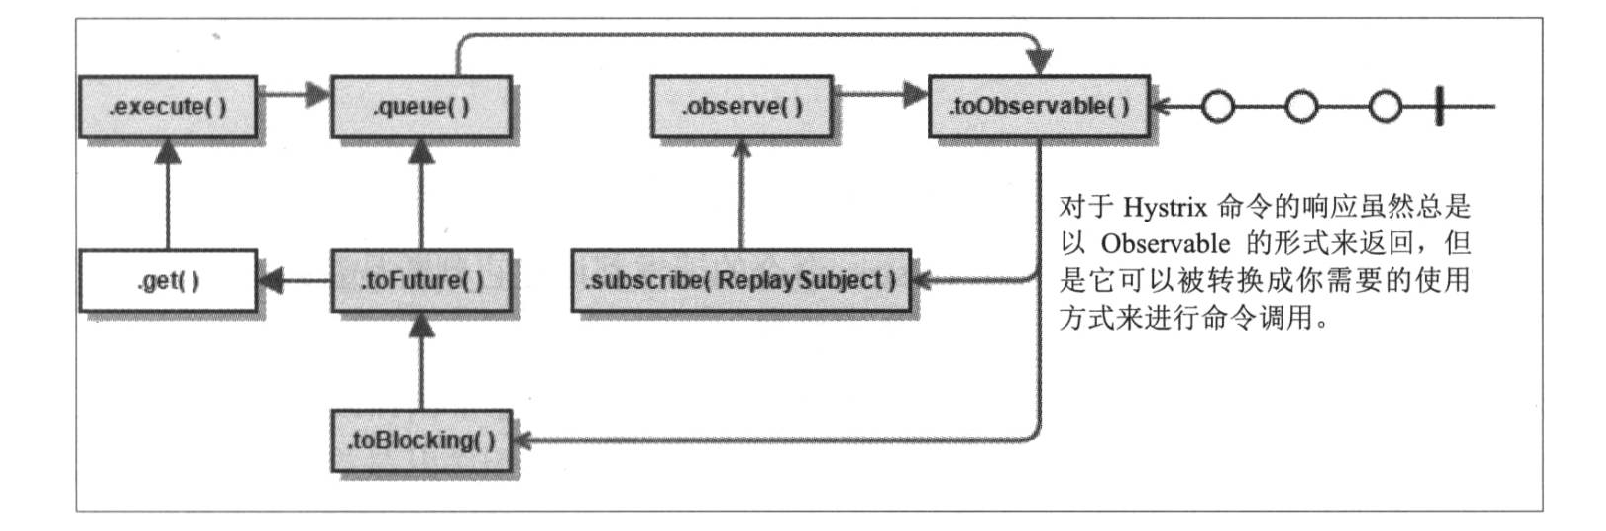 .execute( )
.queue( )
.observe( )
.toObservable( )
对于 Hystrix 命令的响应虽然总是
以 Observable 的形式来返回，但
是它可以被转换成你需要的使用
方式来进行命令调用。
.get( )
.toFuture( )
.subscribe( ReplaySubject )
.toBlocking( )